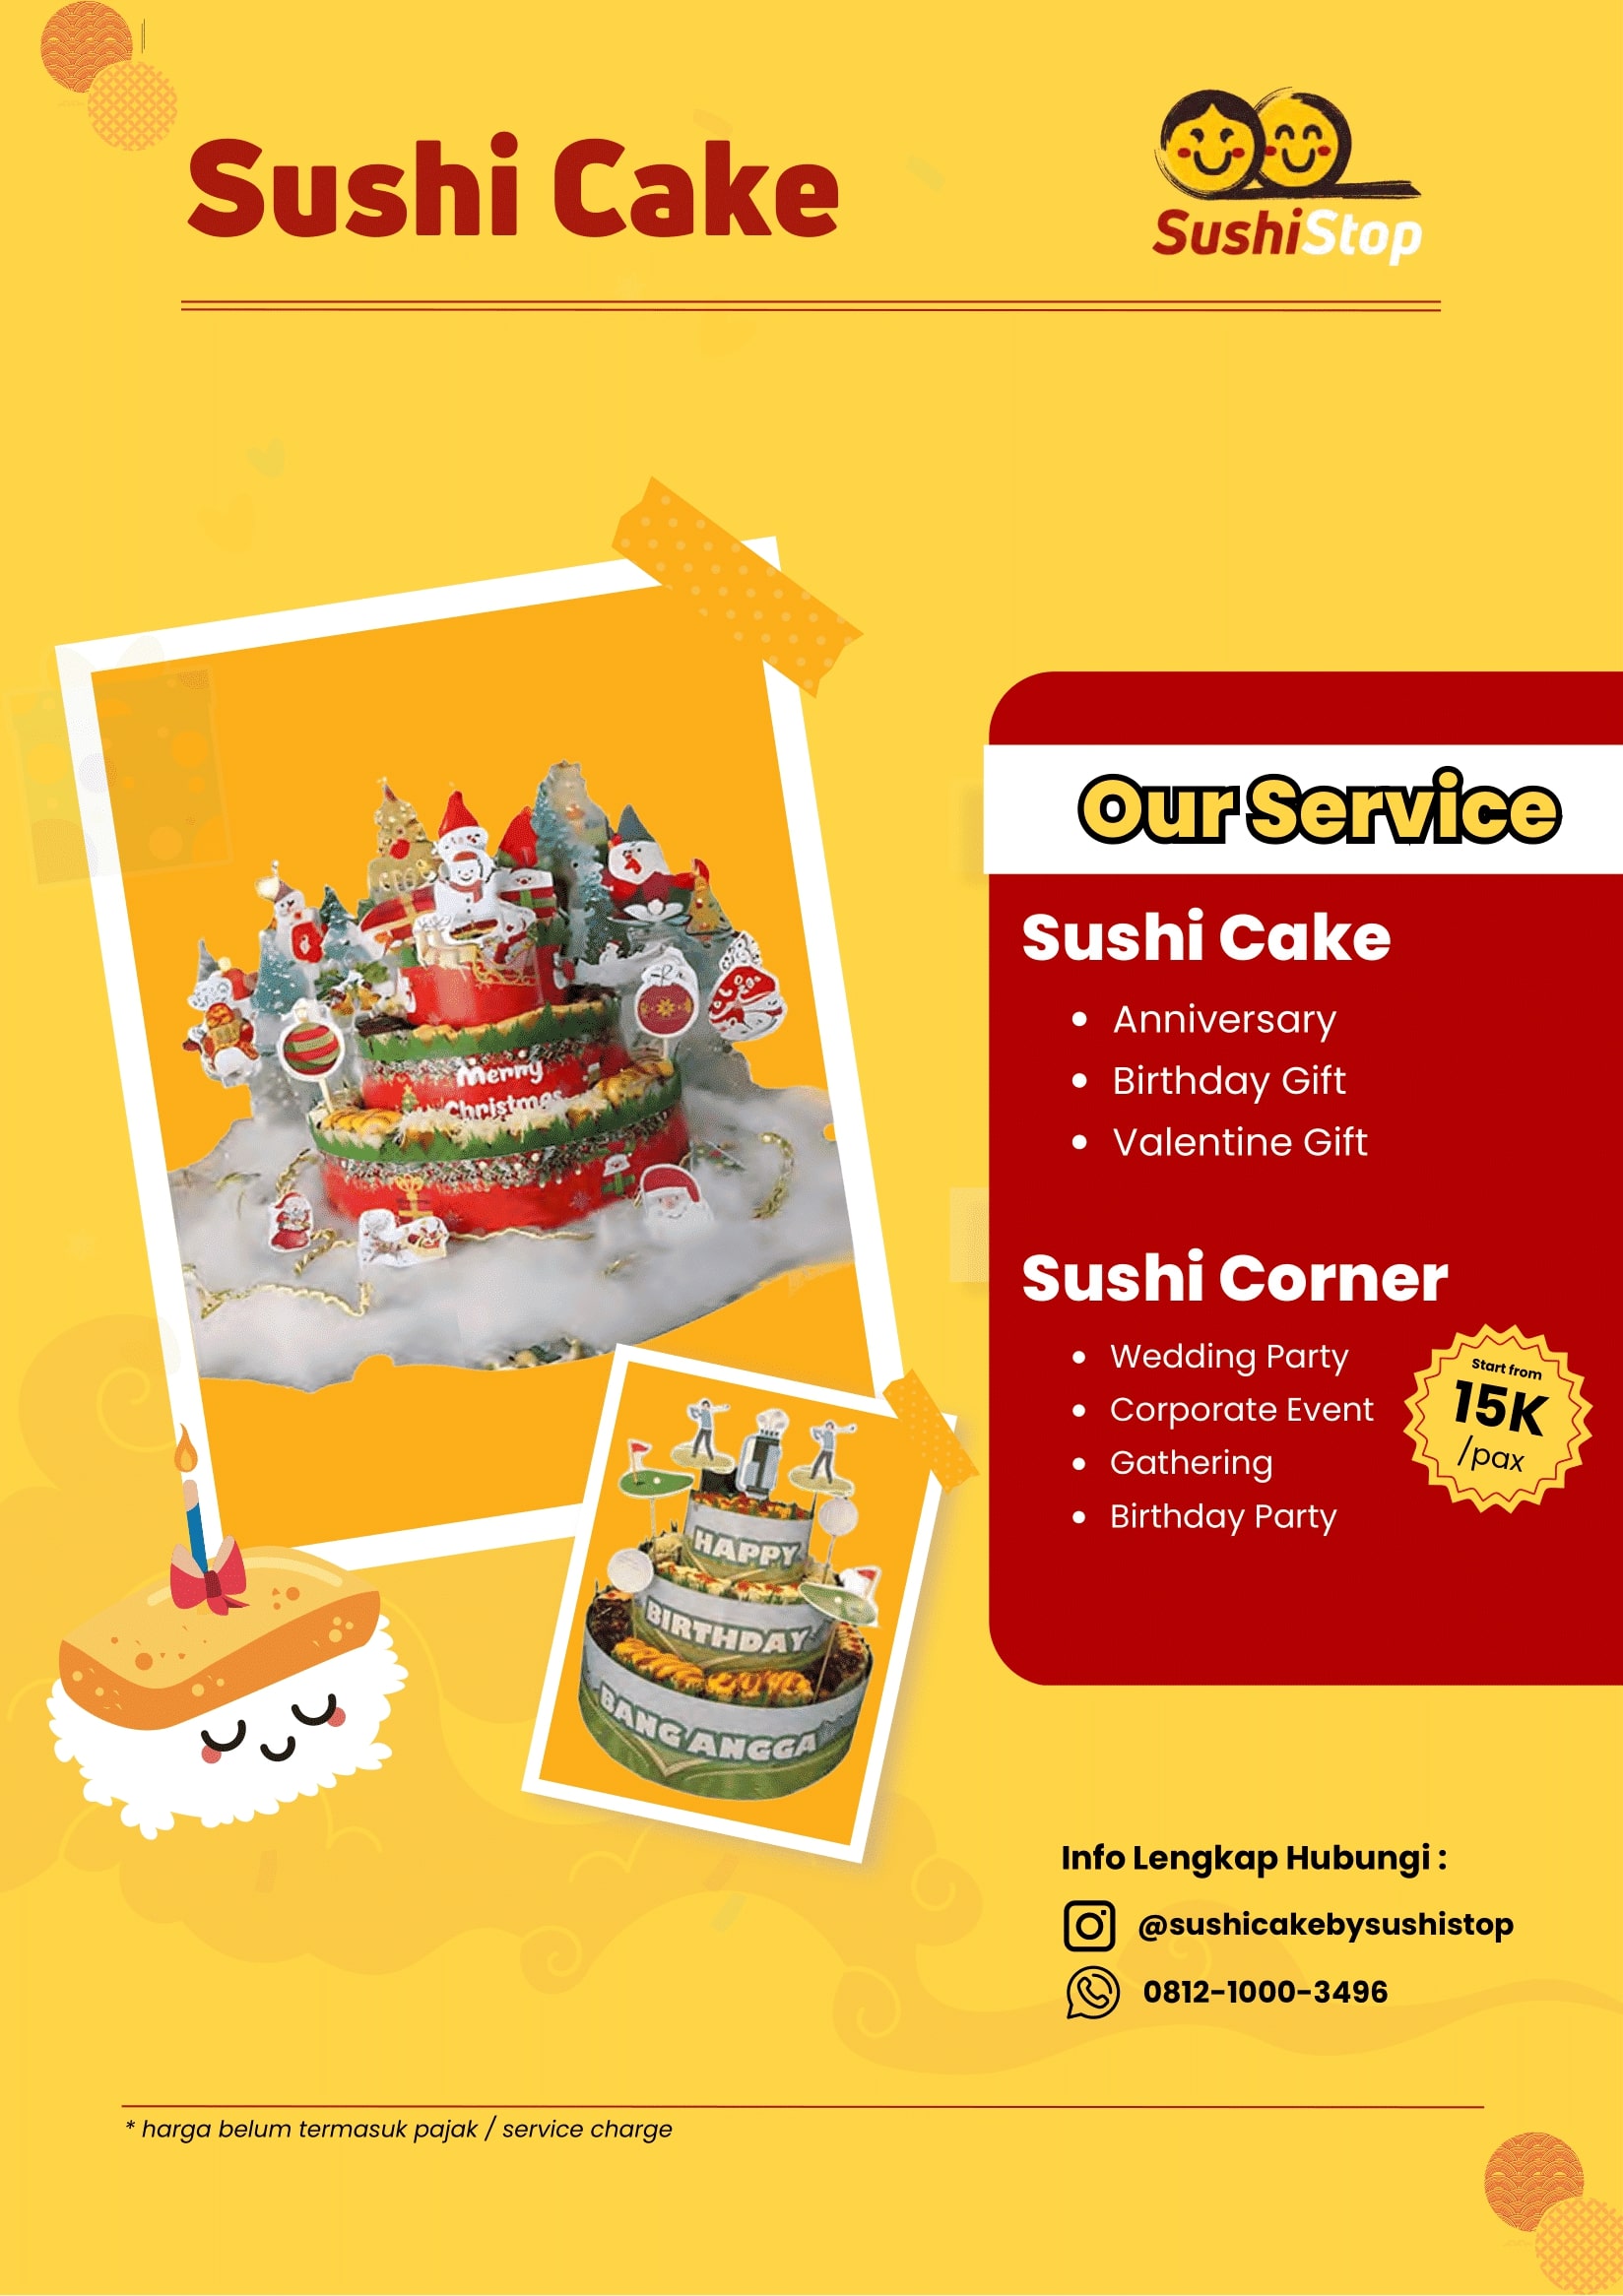 Sushi Cake
SushiStop
Merry
Christmas
HAPPY
BIRTHDAY
BANG ANGGA
Our Service
Sushi Cake
• Anniversary
• Birthday Gift
• Valentine Gift
Sushi Corner
• Wedding Party
• Corporate Event
• Gathering
• Birthday Party
Start from
15K
/pax
Info Lengkap Hubungi :
@sushicakebysushistop
0812-1000-3496
* harga belum termasuk pajak / service charge